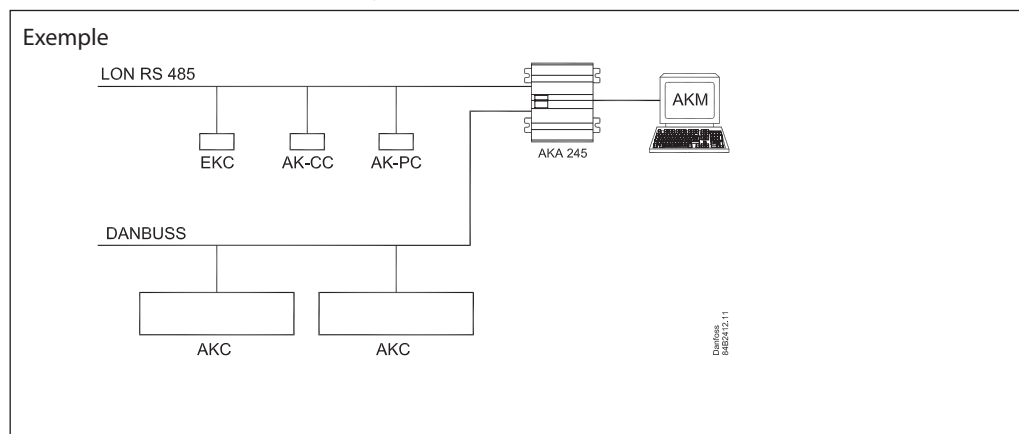 Exemple
LON RS 485
AKM
EKC
AK-CC
AK-PC
AKA 245
DANBUSS
AKC
AKC
Danfoss
84B2412.11